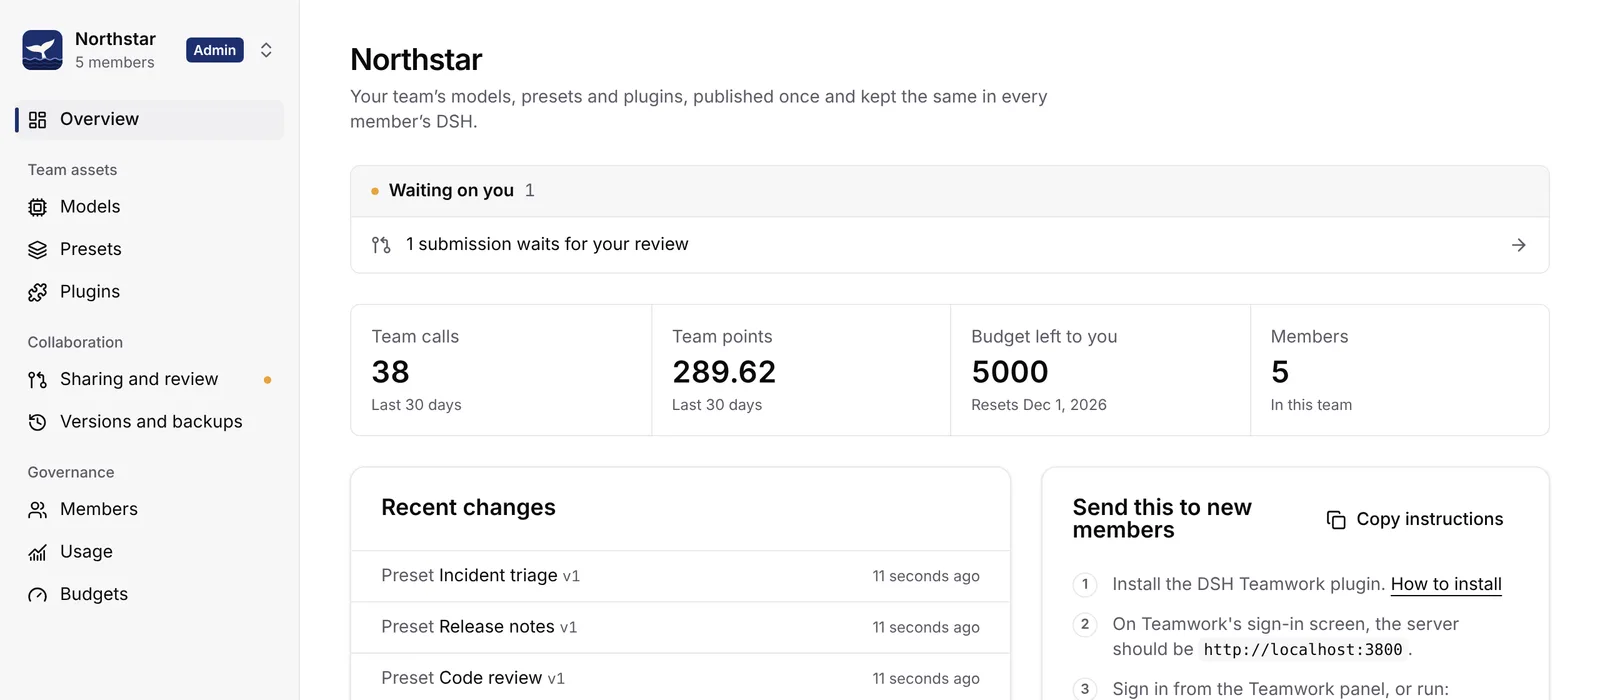 Northstar
5 members
Admin
Overview
Team assets
Models
Presets
Plugins
Collaboration
Sharing and review
Versions and backups
Governance
Members
Usage
Budgets
Northstar
Your team’s models, presets and plugins, published once and kept the same in every
member’s DSH.
Waiting on you 1
1 submission waits for your review
Team calls
38
Last 30 days
Team points
289.62
Last 30 days
Budget left to you
5000
Resets Dec 1, 2026
Members
5
In this team
Recent changes
Preset Incident triage v1 11 seconds ago
Preset Release notes v1 11 seconds ago
Preset Code review v1 11 seconds ago
Send this to new
members
Copy instructions
1 Install the DSH Teamwork plugin. How to install
2 On Teamwork's sign-in screen, the server
should be http://localhost:3800 .
3 Sign in from the Teamwork panel, or run: